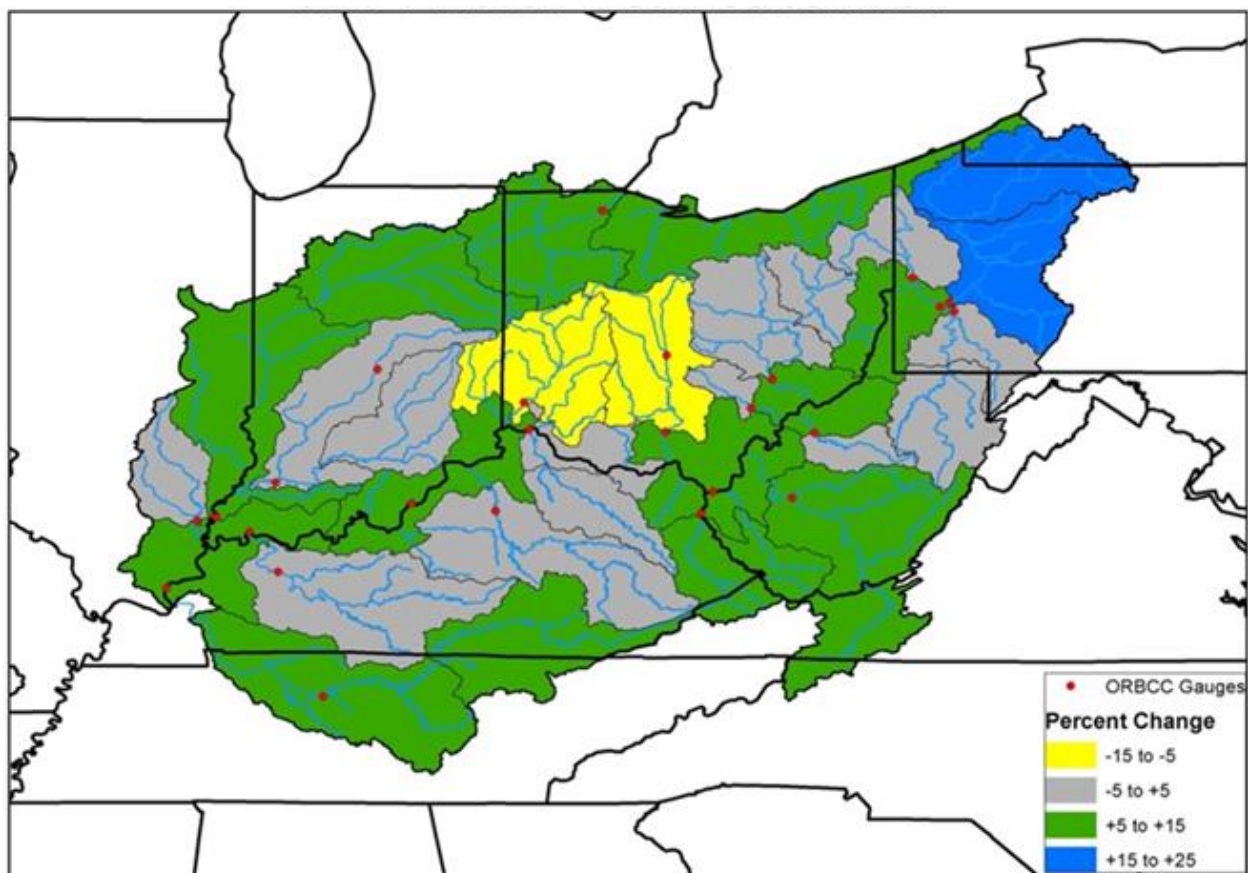 ORBCC Gauges
Percent Change
-15 to -5
-5 to +5
+5 to +15
+15 to +25